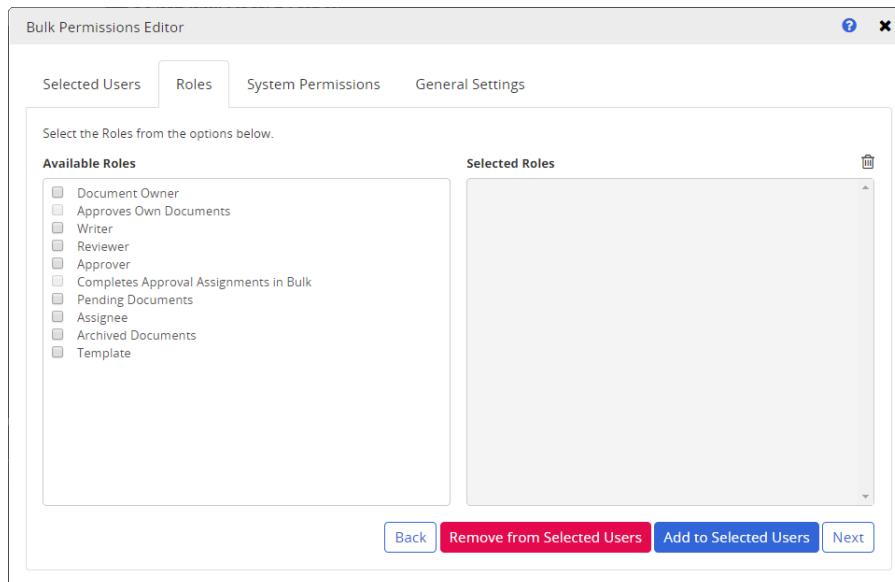 Bulk Permissions Editor
Selected Users Roles System Permissions General Settings
Select the Roles from the options below.
Available Roles
Document Owner
Approves Own Documents
Writer
Reviewer
Approver
Completes Approval Assignments in Bulk
Pending Documents
Assignee
Archived Documents
Template
Selected Roles
Back Remove from Selected Users Add to Selected Users Next